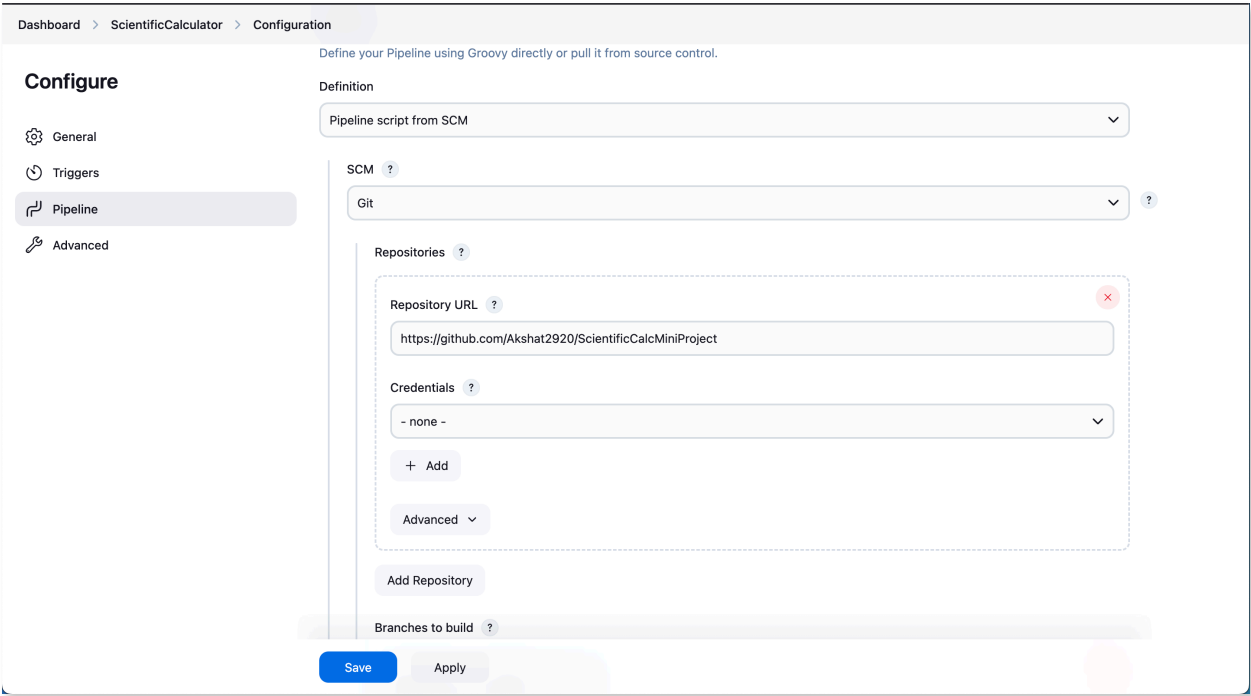 Dashboard > ScientificCalculator > Configuration
Define your Pipeline using Groovy directly or pull it from source control.
Configure
General
Triggers
Pipeline
Advanced
Definition
Pipeline script from SCM
SCM ?
Git
?
Repositories ?
Repository URL ?
https://github.com/Akshat2920/ScientificCalcMiniProject
Credentials ?
- none -
+ Add
Advanced
Add Repository
Branches to build ?
Save Apply